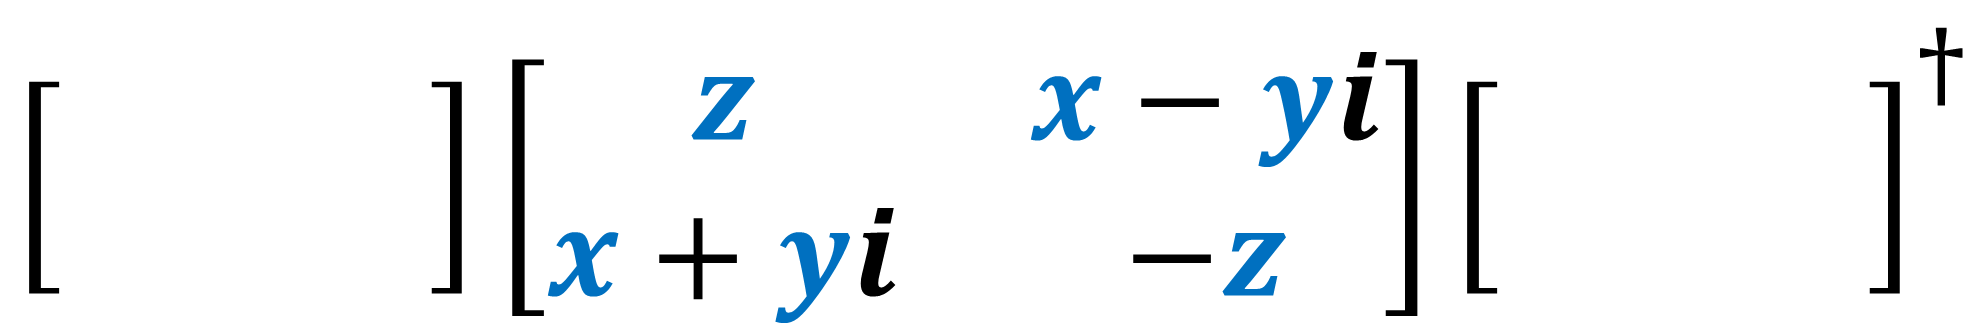 [ ] [ z x − yi ] [ ]†
x + yi −z